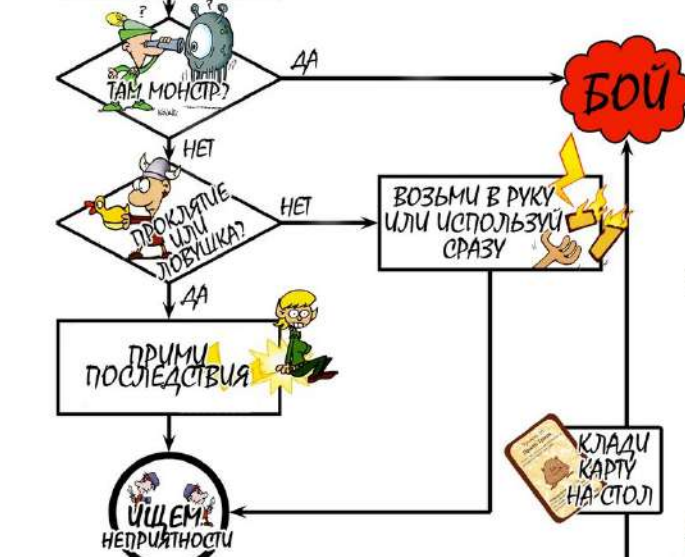 ?
?
ТАМ МОНСТР?
ДА
БОЙ
НЕТ
ПРОКЛЯТИЕ
ИЛИ
ЛОВУШКА?
НЕТ
ВОЗЬМИ В РУКУ
ИЛИ ИСПОЛЬЗУЙ
СРАЗУ
ДА
ПРИМИ
ПОСЛЕДСТВИЯ
КЛАДИ
КАРТУ
НА СТОЛ
ИЩЕМ
НЕПРИЯТНОСТИ